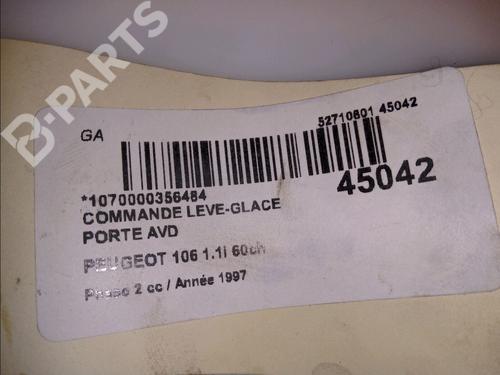 B-PARTS
GA
52710801 45042
*1070000356484
45042
COMMANDE LEVE-GLACE
PORTE AVD
PEUGEOT 106 1.1i 60ch
Phase 2 cc / Année 1997